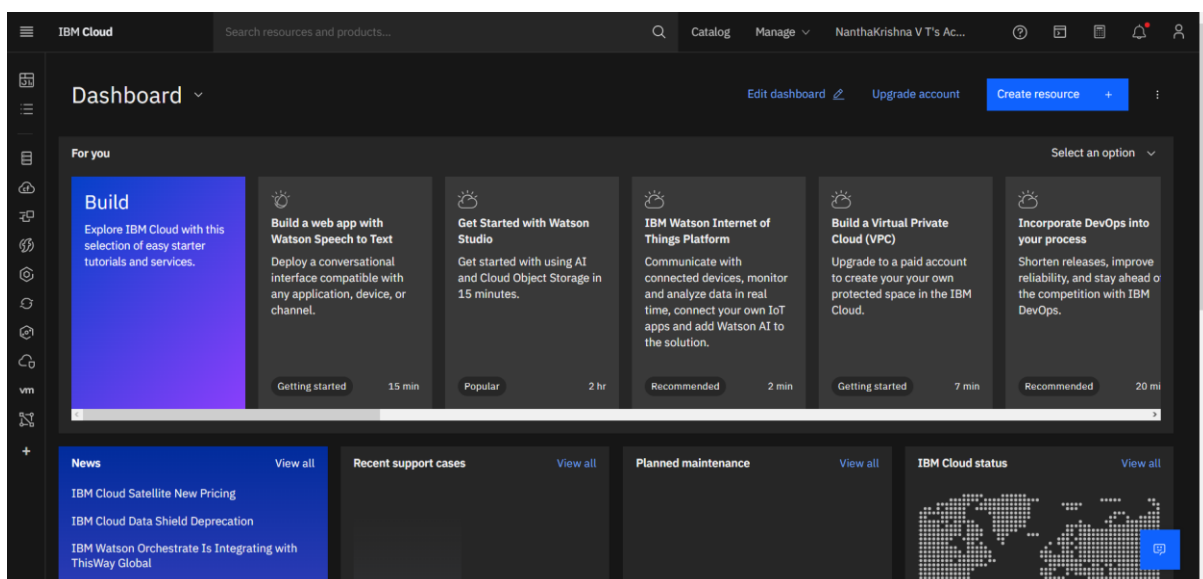 IBM Cloud
Search resources and products...
Catalog
Manage
NanthaKrishna V T's Ac...
Dashboard
Edit dashboard
Upgrade account
Create resource +
For you
Select an option
Build
Explore IBM Cloud with this
selection of easy starter
tutorials and services.
Build a web app with
Watson Speech to Text
Deploy a conversational
interface compatible with
any application, device, or
channel.
Getting started
15 min
Get Started with Watson
Studio
Get started with using AI
and Cloud Object Storage in
15 minutes.
Popular
2 hr
IBM Watson Internet of
Things Platform
Communicate with
connected devices, monitor
and analyze data in real
time, connect your own IoT
apps and add Watson AI to
the solution.
Recommended
2 min
Build a Virtual Private
Cloud (VPC)
Upgrade to a paid account
to create your your own
protected space in the IBM
Cloud.
Getting started
7 min
Incorporate DevOps into
your process
Shorten releases, improve
reliability, and stay ahead o
the competition with IBM
DevOps.
Recommended
20 mi
vm
+
News
View all
IBM Cloud Satellite New Pricing
IBM Cloud Data Shield Deprecation
IBM Watson Orchestrate Is Integrating with
ThisWay Global
Recent support cases
View all
Planned maintenance
View all
IBM Cloud status
View all